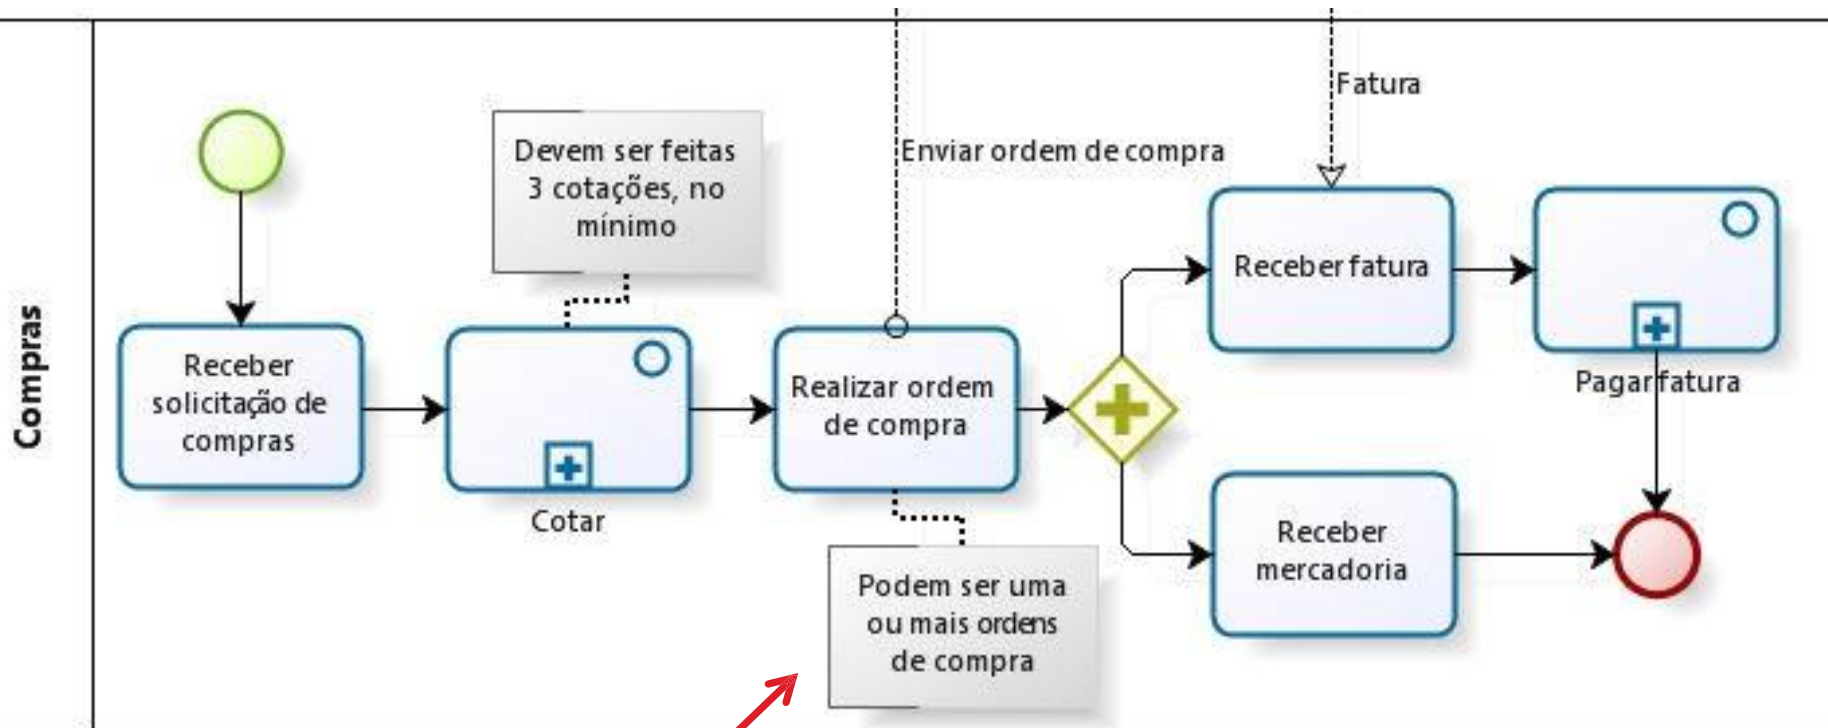 Compras
Receber
solicitação de
compras
Devem ser feitas
3 cotações, no
mínimo
Cotar
Enviar ordem de compra
Realizar ordem
de compra
Podem ser uma
ou mais ordens
de compra
Fatura
Receber fatura
Pagar fatura
Receber
mercadoria